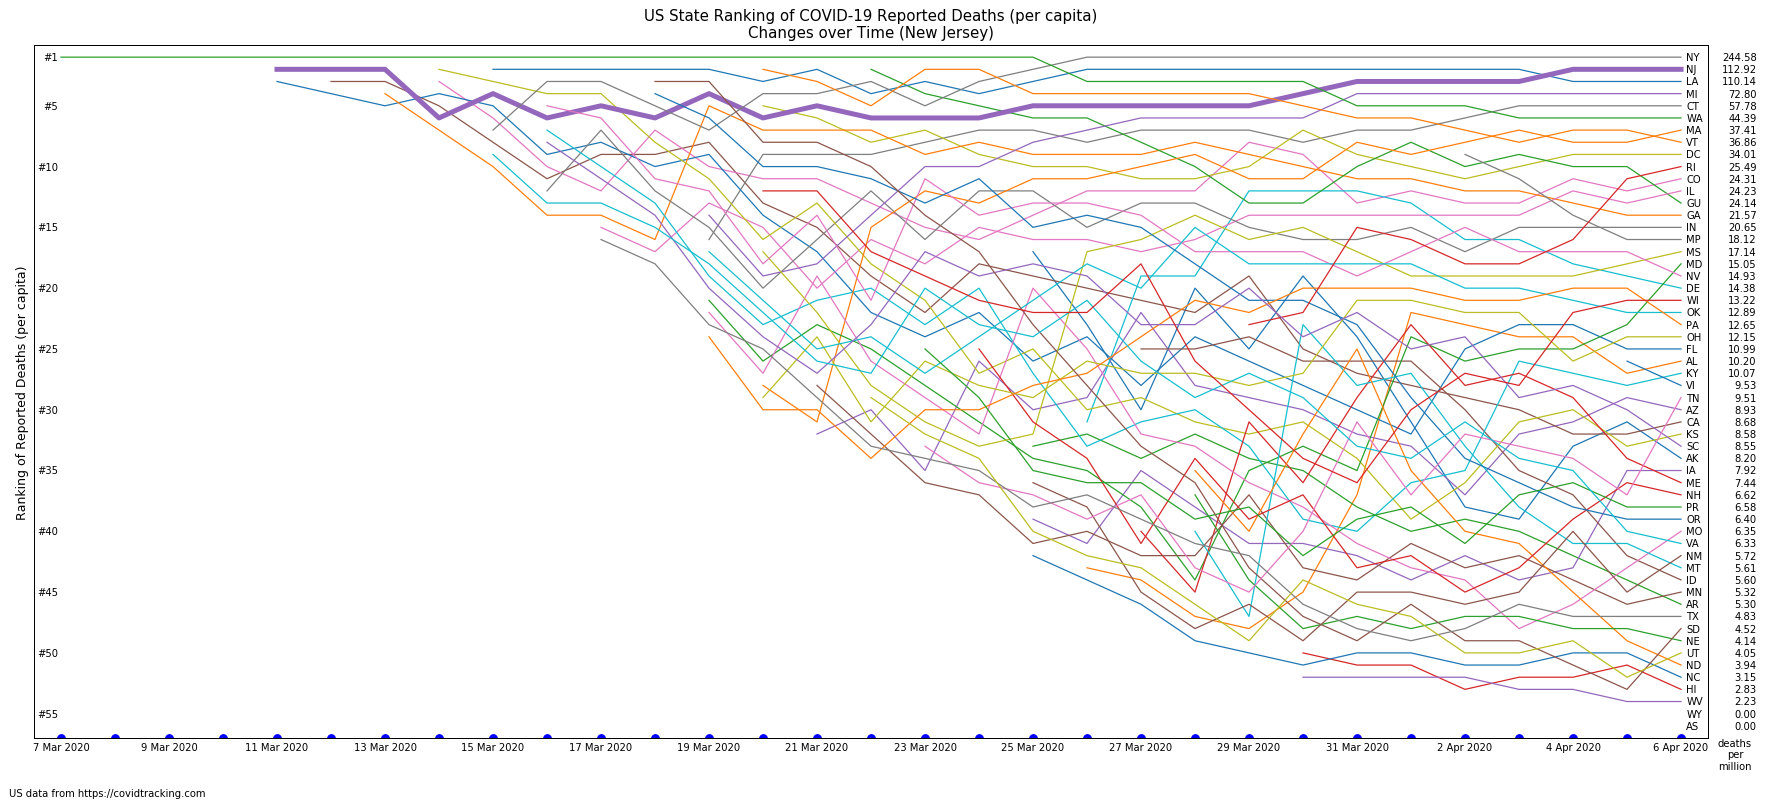 US State Ranking of COVID-19 Reported Deaths (per capita)
Changes over Time (New Jersey)
Ranking of Reported Deaths (per capita)
#1
#5
#10
#15
#20
#25
#30
#35
#40
#45
#50
#55
NY 244.58
NJ 112.92
LA 110.14
MI 72.80
CT 57.78
WA 44.39
MA 37.41
VT 36.86
DC 34.01
RI 25.49
CO 24.31
IL 24.23
GU 24.14
GA 21.57
IN 20.65
MP 18.12
MS 17.14
MD 15.05
NV 14.93
DE 14.38
WI 13.22
OK 12.89
PA 12.65
OH 12.15
FL 10.99
AL 10.20
KY 10.07
VI 9.53
TN 9.51
AZ 8.93
CA 8.68
KS 8.58
SC 8.55
AK 8.20
IA 7.92
ME 7.44
NH 6.62
PR 6.58
OR 6.40
MO 6.35
VA 6.33
NM 5.72
MT 5.61
ID 5.60
MN 5.32
AR 5.30
TX 4.83
SD 4.52
NE 4.14
UT 4.05
ND 3.94
NC 3.15
HI 2.83
WV 2.23
WY 0.00
AS 0.00
7 Mar 2020 9 Mar 2020 11 Mar 2020 13 Mar 2020 15 Mar 2020 17 Mar 2020 19 Mar 2020 21 Mar 2020 23 Mar 2020 25 Mar 2020 27 Mar 2020 29 Mar 2020 31 Mar 2020 2 Apr 2020 4 Apr 2020 6 Apr 2020
deaths
per
million
US data from https://covidtracking.com